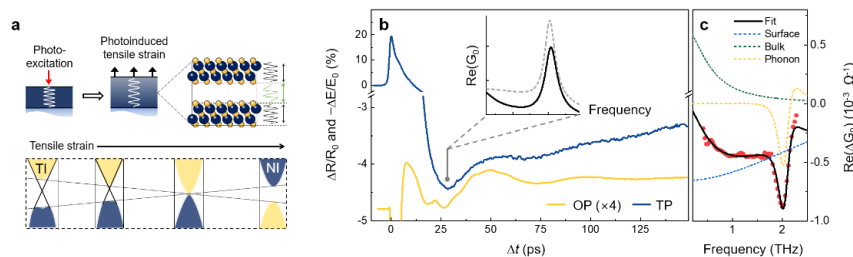 a
Photo-
excitation
Photoinduced
tensile strain
Tensile strain
TI
NI
b
ΔR/R₀ and −ΔE/E₀ (%)
20
10
0
-3
-4
-5
Re(G₀)
Frequency
OP (×4)
TP
0
25
50
75
100
125
Δt (ps)
c
Fit
Surface
Bulk
Phonon
0.5
0.0
-0.5
-1.0
Re(ΔG₀) (10⁻³ Ω⁻¹)
1
2
Frequency (THz)